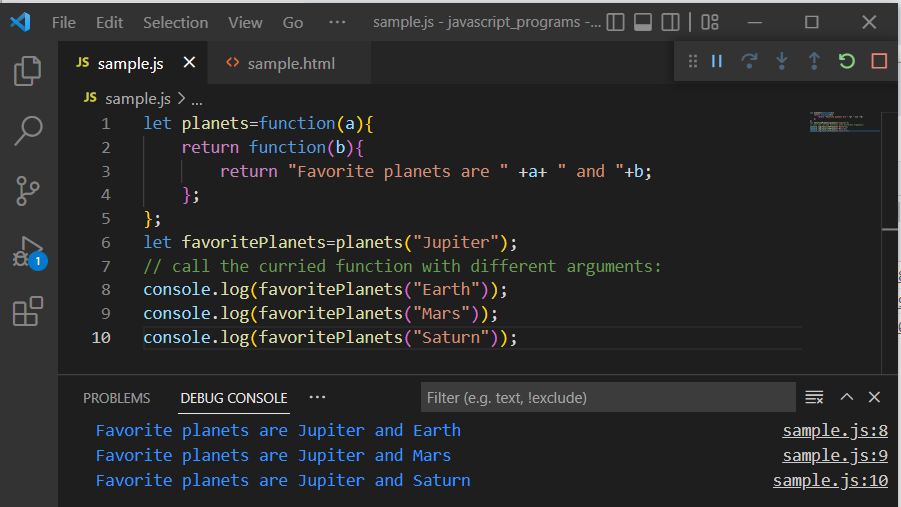 File Edit Selection View Go ··· sample.js - javascript_programs -...
JS sample.js × <> sample.html
JS sample.js > ...
1 let planets=function(a){
2     return function(b){
3         return "Favorite planets are " +a+ " and "+b;
4     };
5 };
6 let favoritePlanets=planets("Jupiter");
7 // call the curried function with different arguments:
8 console.log(favoritePlanets("Earth"));
9 console.log(favoritePlanets("Mars"));
10 console.log(favoritePlanets("Saturn"));
1
PROBLEMS DEBUG CONSOLE ··· Filter (e.g. text, !exclude)
Favorite planets are Jupiter and Earth sample.js:8
Favorite planets are Jupiter and Mars sample.js:9
Favorite planets are Jupiter and Saturn sample.js:10